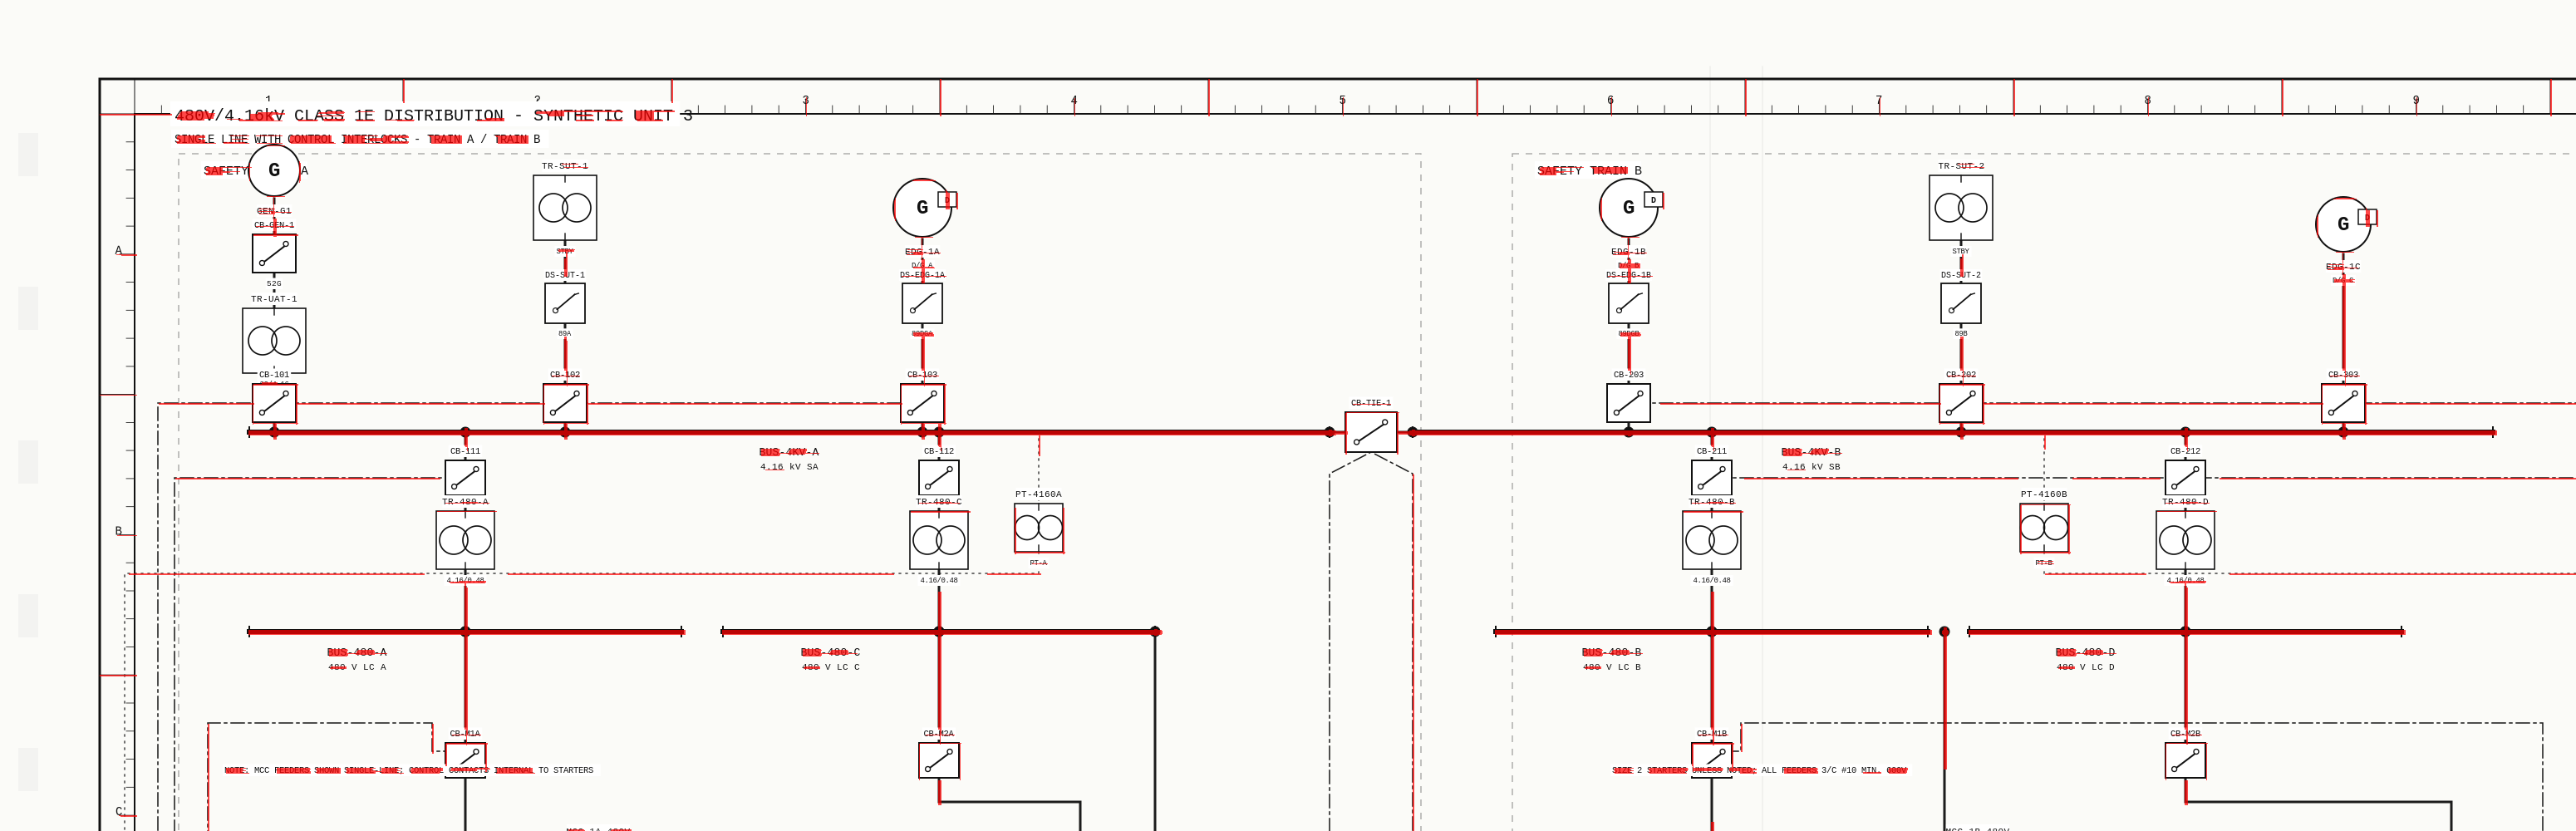 1 2 3 4 5 6 7 8 9
480V/4.16kV CLASS 1E DISTRIBUTION - SYNTHETIC UNIT 3
SINGLE LINE WITH CONTROL INTERLOCKS - TRAIN A / TRAIN B
SAFETY A
G
TR-SUT-1
SAFETY TRAIN B
TR-SUT-2
G D
G D
G D
GEN-G1
CB-GEN-1
A
STBY
EDG-1A
D/G A
EDG-1B
D/G B
STBY
EDG-1C
D/G C
52G
DS-SUT-1
DS-EDG-1A
DS-EDG-1B
DS-SUT-2
TR-UAT-1
89A
89B
CB-101
CB-102
CB-103
CB-203
CB-202
CB-303
CB-TIE-1
CB-111
BUS-4KV-A
4.16 kV SA
CB-112
CB-211
BUS-4KV-B
4.16 kV SB
CB-212
TR-480-A
TR-480-C
PT-4160A
TR-480-B
PT-4160B
TR-480-D
B
PT-A
PT-B
4.16/0.48
4.16/0.48
4.16/0.48
4.16/0.48
BUS-480-A
480 V LC A
BUS-480-C
480 V LC C
BUS-480-B
480 V LC B
BUS-480-D
480 V LC D
CB-M1A
CB-M2A
CB-M1B
CB-M2B
NOTE: MCC FEEDERS SHOWN SINGLE-LINE; CONTROL CONTACTS INTERNAL TO STARTERS
SIZE 2 STARTERS UNLESS NOTED; ALL FEEDERS 3/C #10 MIN. 600V
C
MCC-1A 480V
MCC-1B 480V